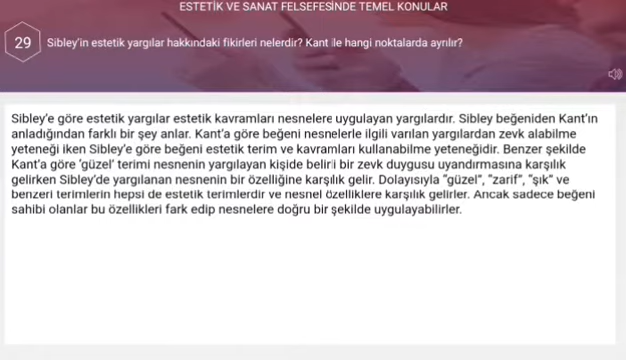 ESTETİK VE SANAT FELSEFESİNDE TEMEL KONULAR
29 Sibley'in estetik yargılar hakkındaki fikirleri nelerdir? Kant ile hangi noktalarda ayrılır?
Sibley'e göre estetik yargılar estetik kavramları nesnelere uygulayan yargılardır. Sibley beğeniden Kant'ın
anladığından farklı bir şey anlar. Kant'a göre beğeni nesnelerle ilgili varılan yargılardan zevk alabilme
yeteneği iken Sibley'e göre beğeni estetik terim ve kavramları kullanabilme yeteneğidir. Benzer şekilde
Kant'a göre 'güzel' terimi nesnenin yargılayan kişide belirli bir zevk duygusu uyandırmasına karşılık
gelirken Sibley'de yargılanan nesnenin bir özelliğine karşılık gelir. Dolayısıyla "güzel", "zarif", "şık" ve
benzeri terimlerin hepsi de estetik terimlerdir ve nesnel özelliklere karşılık gelirler. Ancak sadece beğeni
sahibi olanlar bu özellikleri fark edip nesnelere doğru bir şekilde uygulayabilirler.